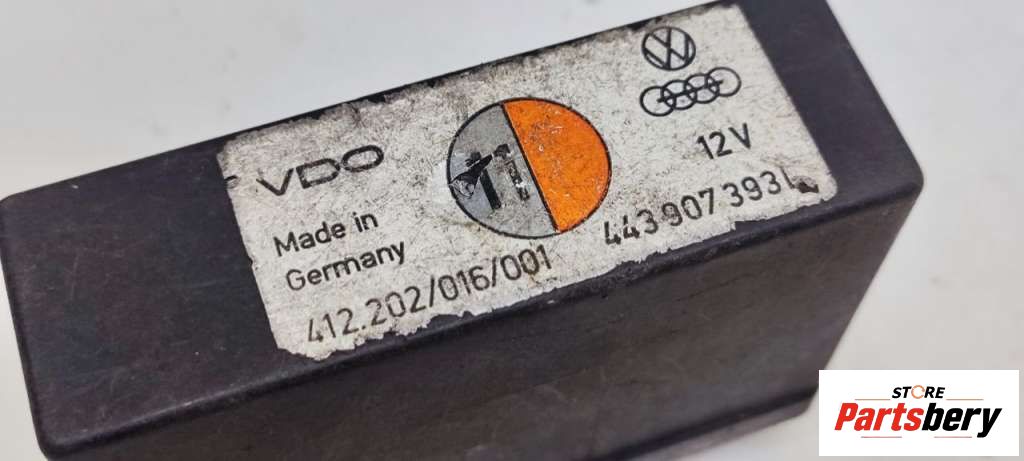 VDO
Made in
Germany
412.202/016/001
12V
443 907 393
STORE
Partsbery